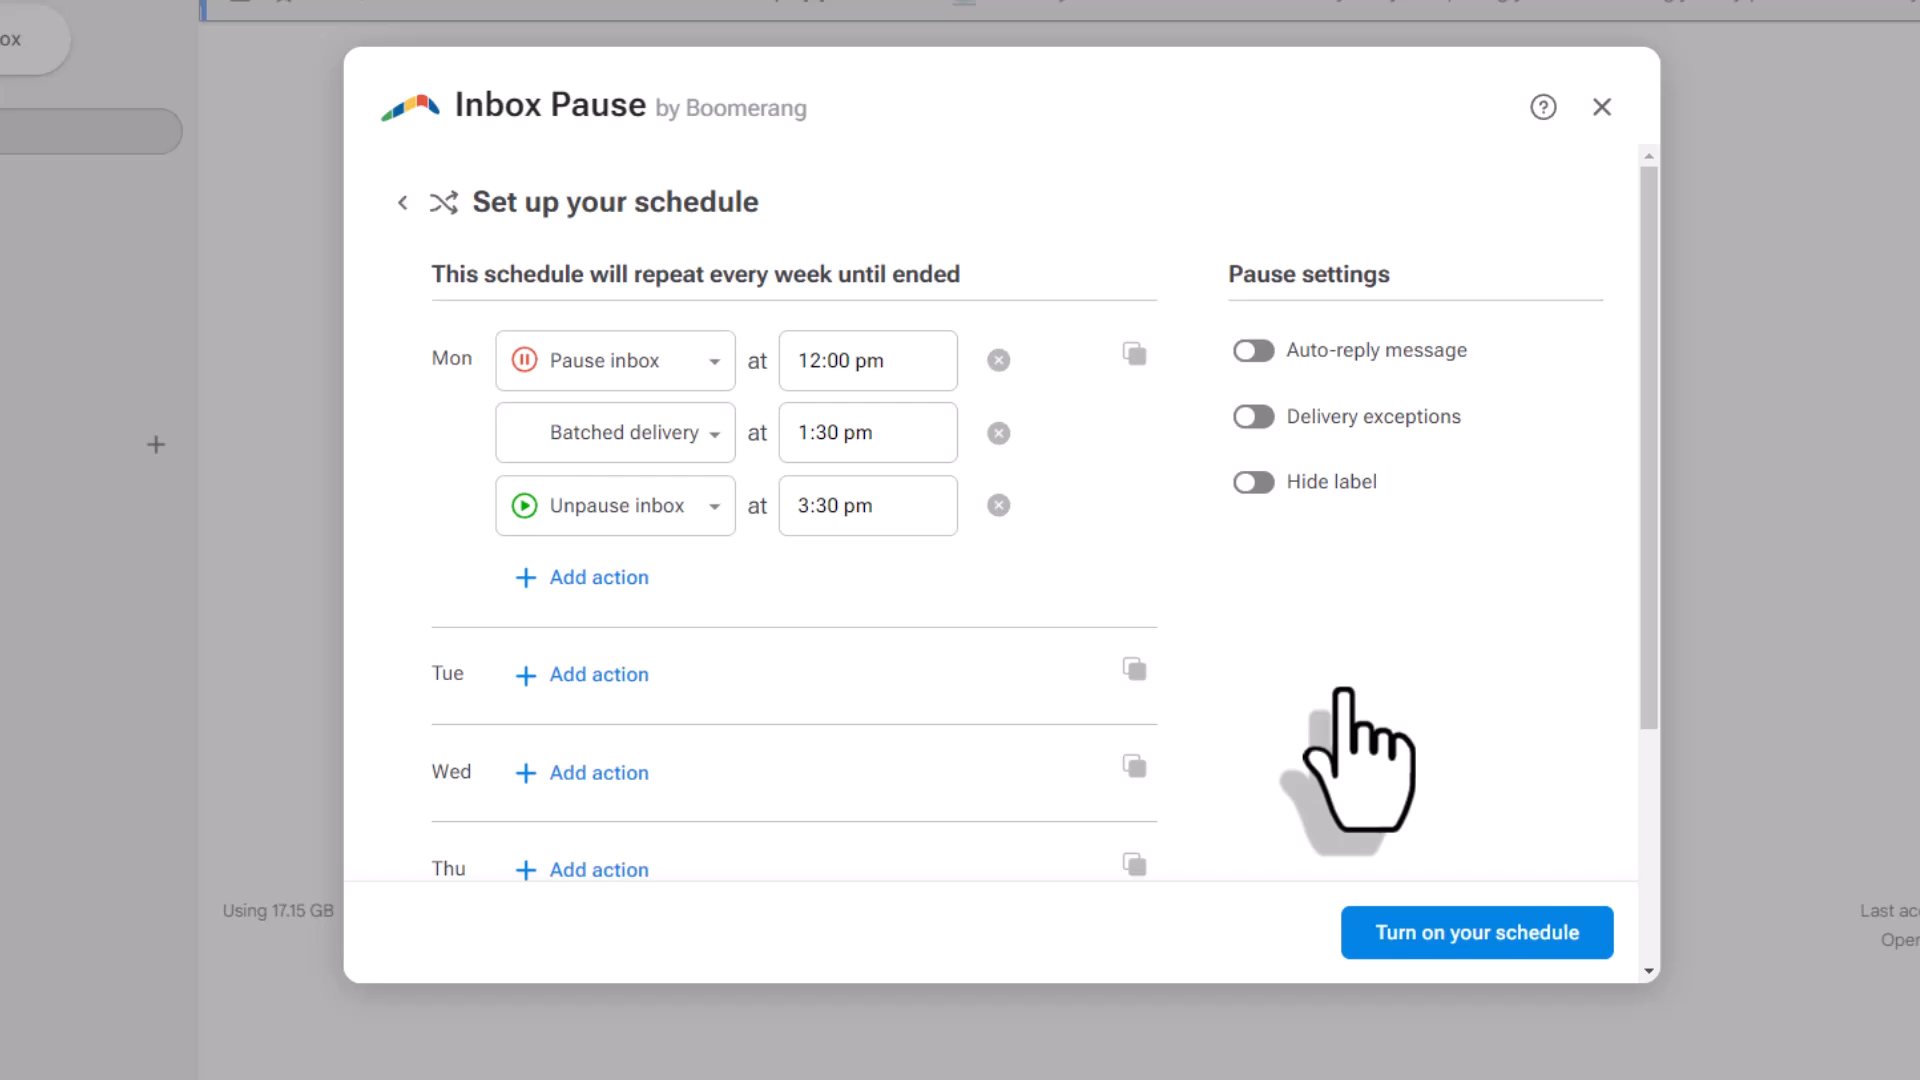 ox
Inbox Pause by Boomerang
Set up your schedule
This schedule will repeat every week until ended
Pause settings
Mon
Pause inbox at 12:00 pm
Batched delivery at 1:30 pm
Unpause inbox at 3:30 pm
Add action
Tue Add action
Wed Add action
Thu Add action
Auto-reply message
Delivery exceptions
Hide label
Using 17.15 GB
Turn on your schedule
Last acc
Oper